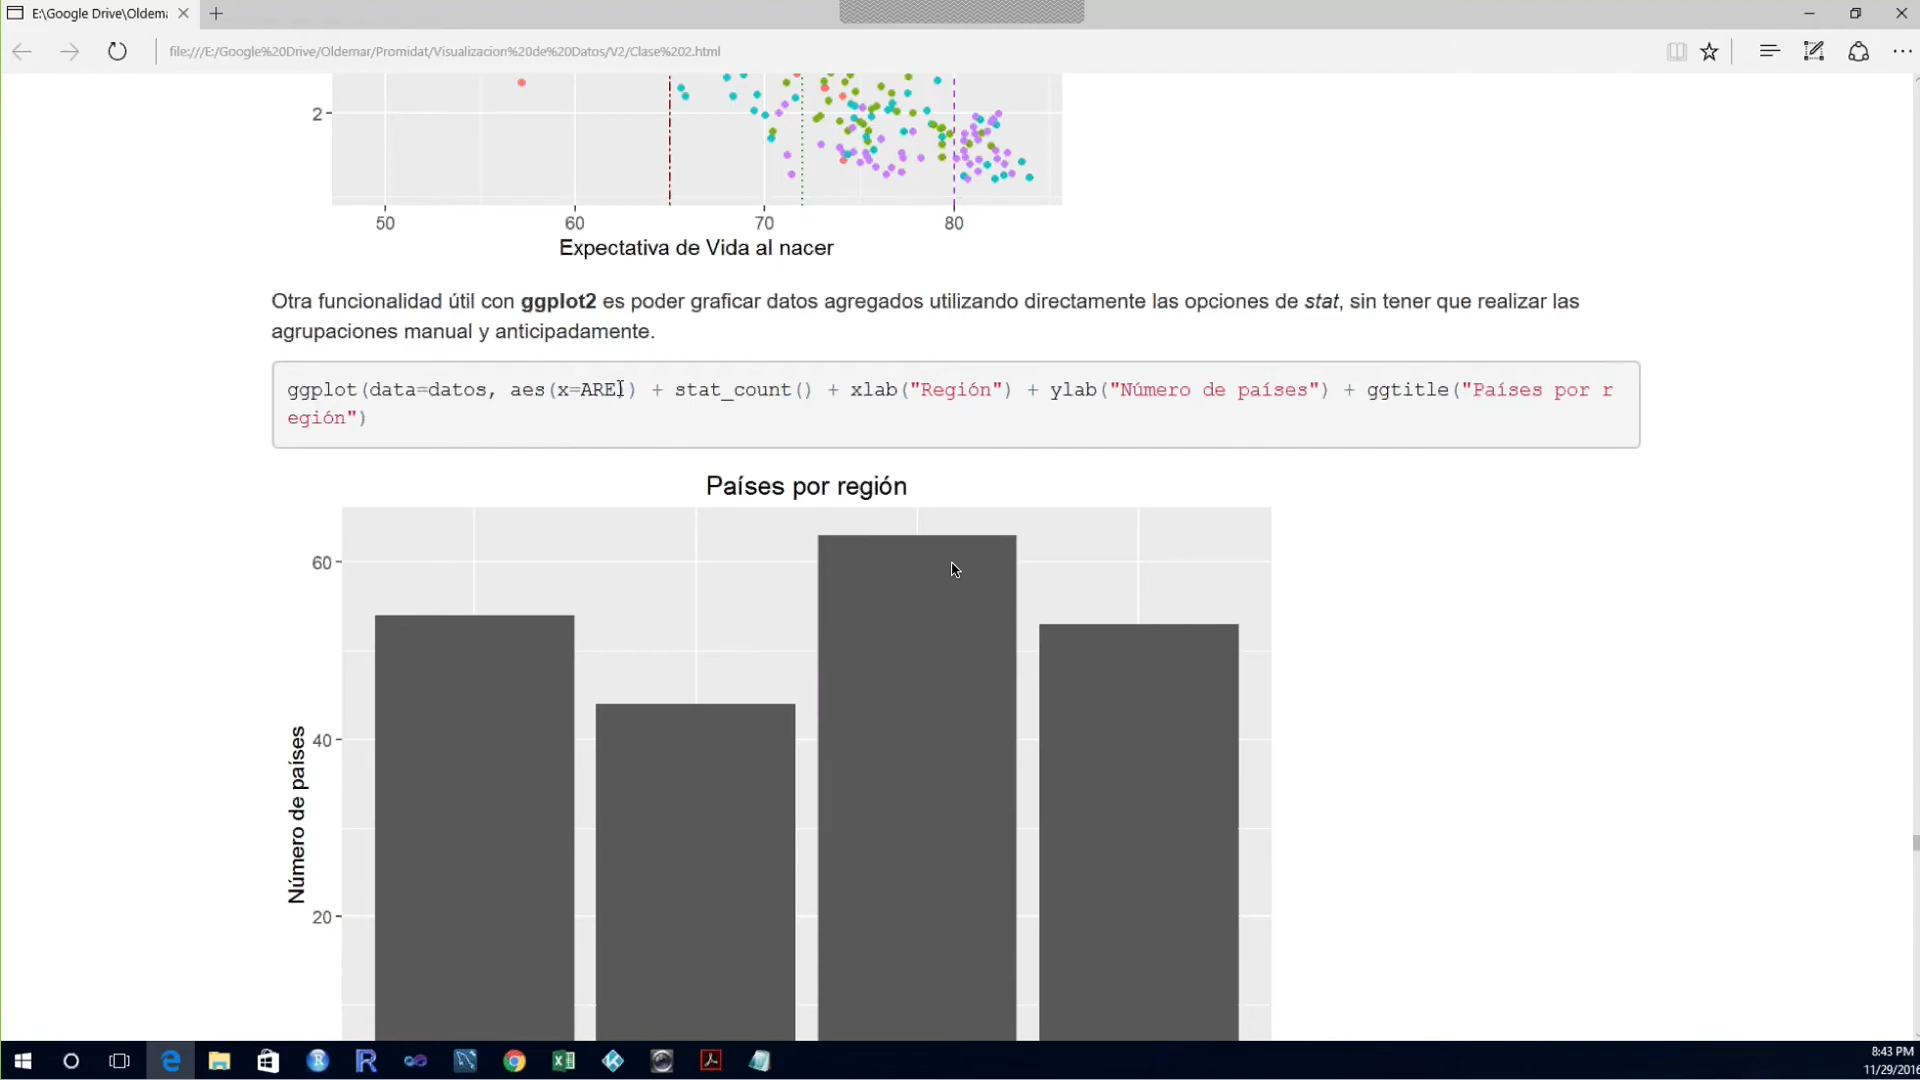 E:\Google Drive\Oldema
file:///E:/Google%20Drive/Oldemar/Promidat/Visualizacion%20de%20Datos/V2/Clase%202.html
2
50 60 70 80
Expectativa de Vida al nacer
Otra funcionalidad útil con ggplot2 es poder graficar datos agregados utilizando directamente las opciones de stat, sin tener que realizar las
agrupaciones manual y anticipadamente.
ggplot(data=datos, aes(x=ARE)) + stat_count() + xlab("Región") + ylab("Número de países") + ggtitle("Países por r
egión")
Países por región
60
40
20
Número de países
8:43 PM
11/29/2016